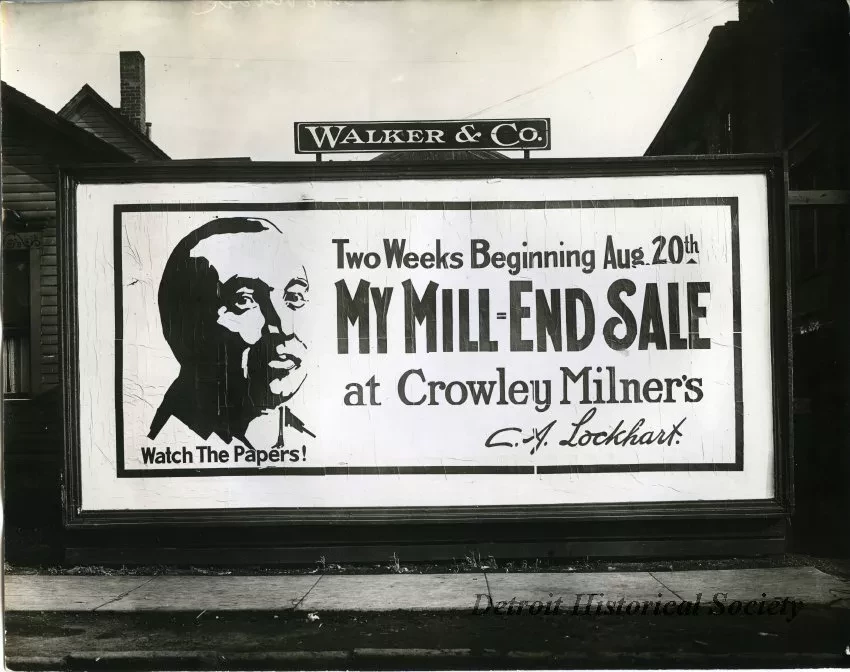 WALKER & CO.
Two Weeks Beginning Aug. 20th
MY MILL=END SALE
at Crowley Milner's
C.A. Lockhart.
Watch The Papers!
Detroit Historical Society